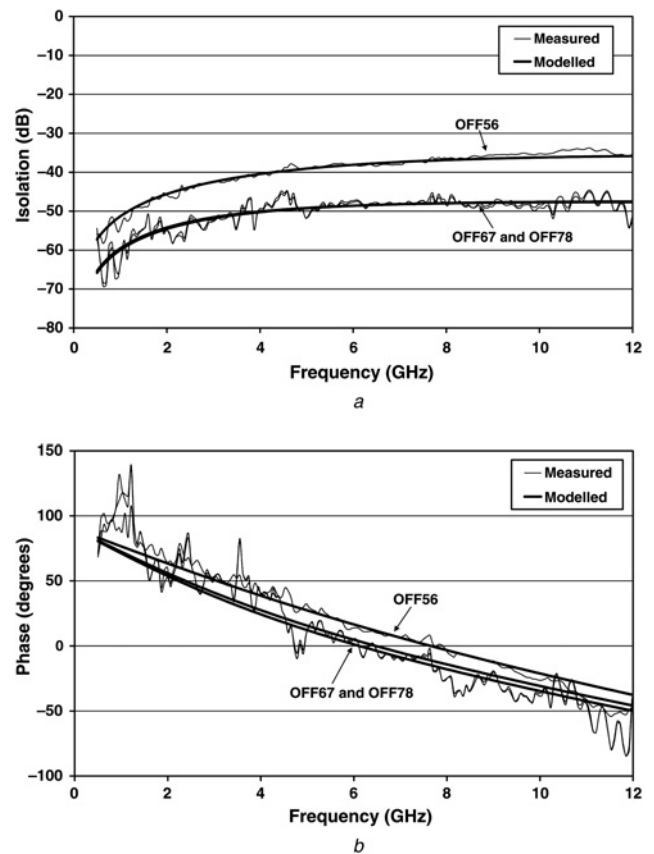 0
−10
−20
−30
−40
−50
−60
−70
−80
Isolation (dB)
Measured
Modelled
OFF56
OFF67 and OFF78
0 2 4 6 8 10 12
Frequency (GHz)
a
150
100
50
0
−50
−100
Phase (degrees)
Measured
Modelled
OFF56
OFF67 and OFF78
0 2 4 6 8 10 12
Frequency (GHz)
b